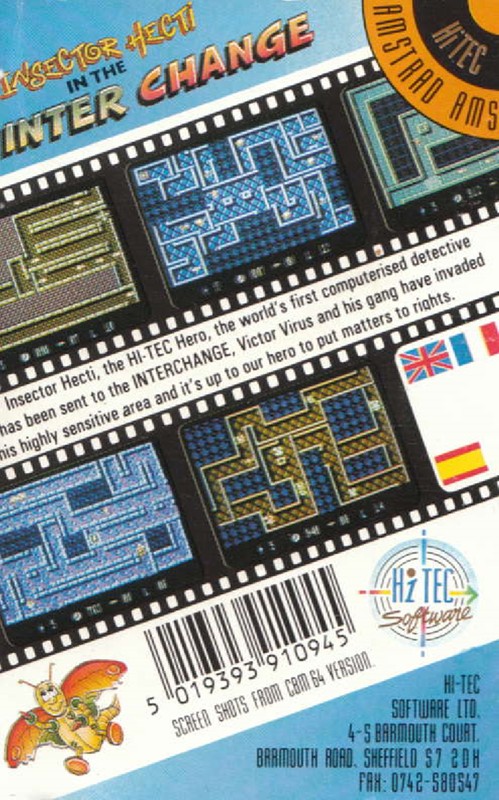 INSECTOR HECTI
IN THE
INTER CHANGE
HITEC
AMSTRAD AMS
Insector Hecti, the HI-TEC Hero, the world's first computerised detective
has been sent to the INTERCHANGE, Victor Virus and his gang have invaded
his highly sensitive area and it's up to our hero to put matters to rights.
Hi TEC
Software
5 019393 910945
SCREEN SHOTS FROM CBM 64 VERSION.
HI-TEC
SOFTWARE LTD.
4-5 BARMOUTH COURT.
BARMOUTH ROAD. SHEFFIELD S7 2DH
FAX: 0742-580547